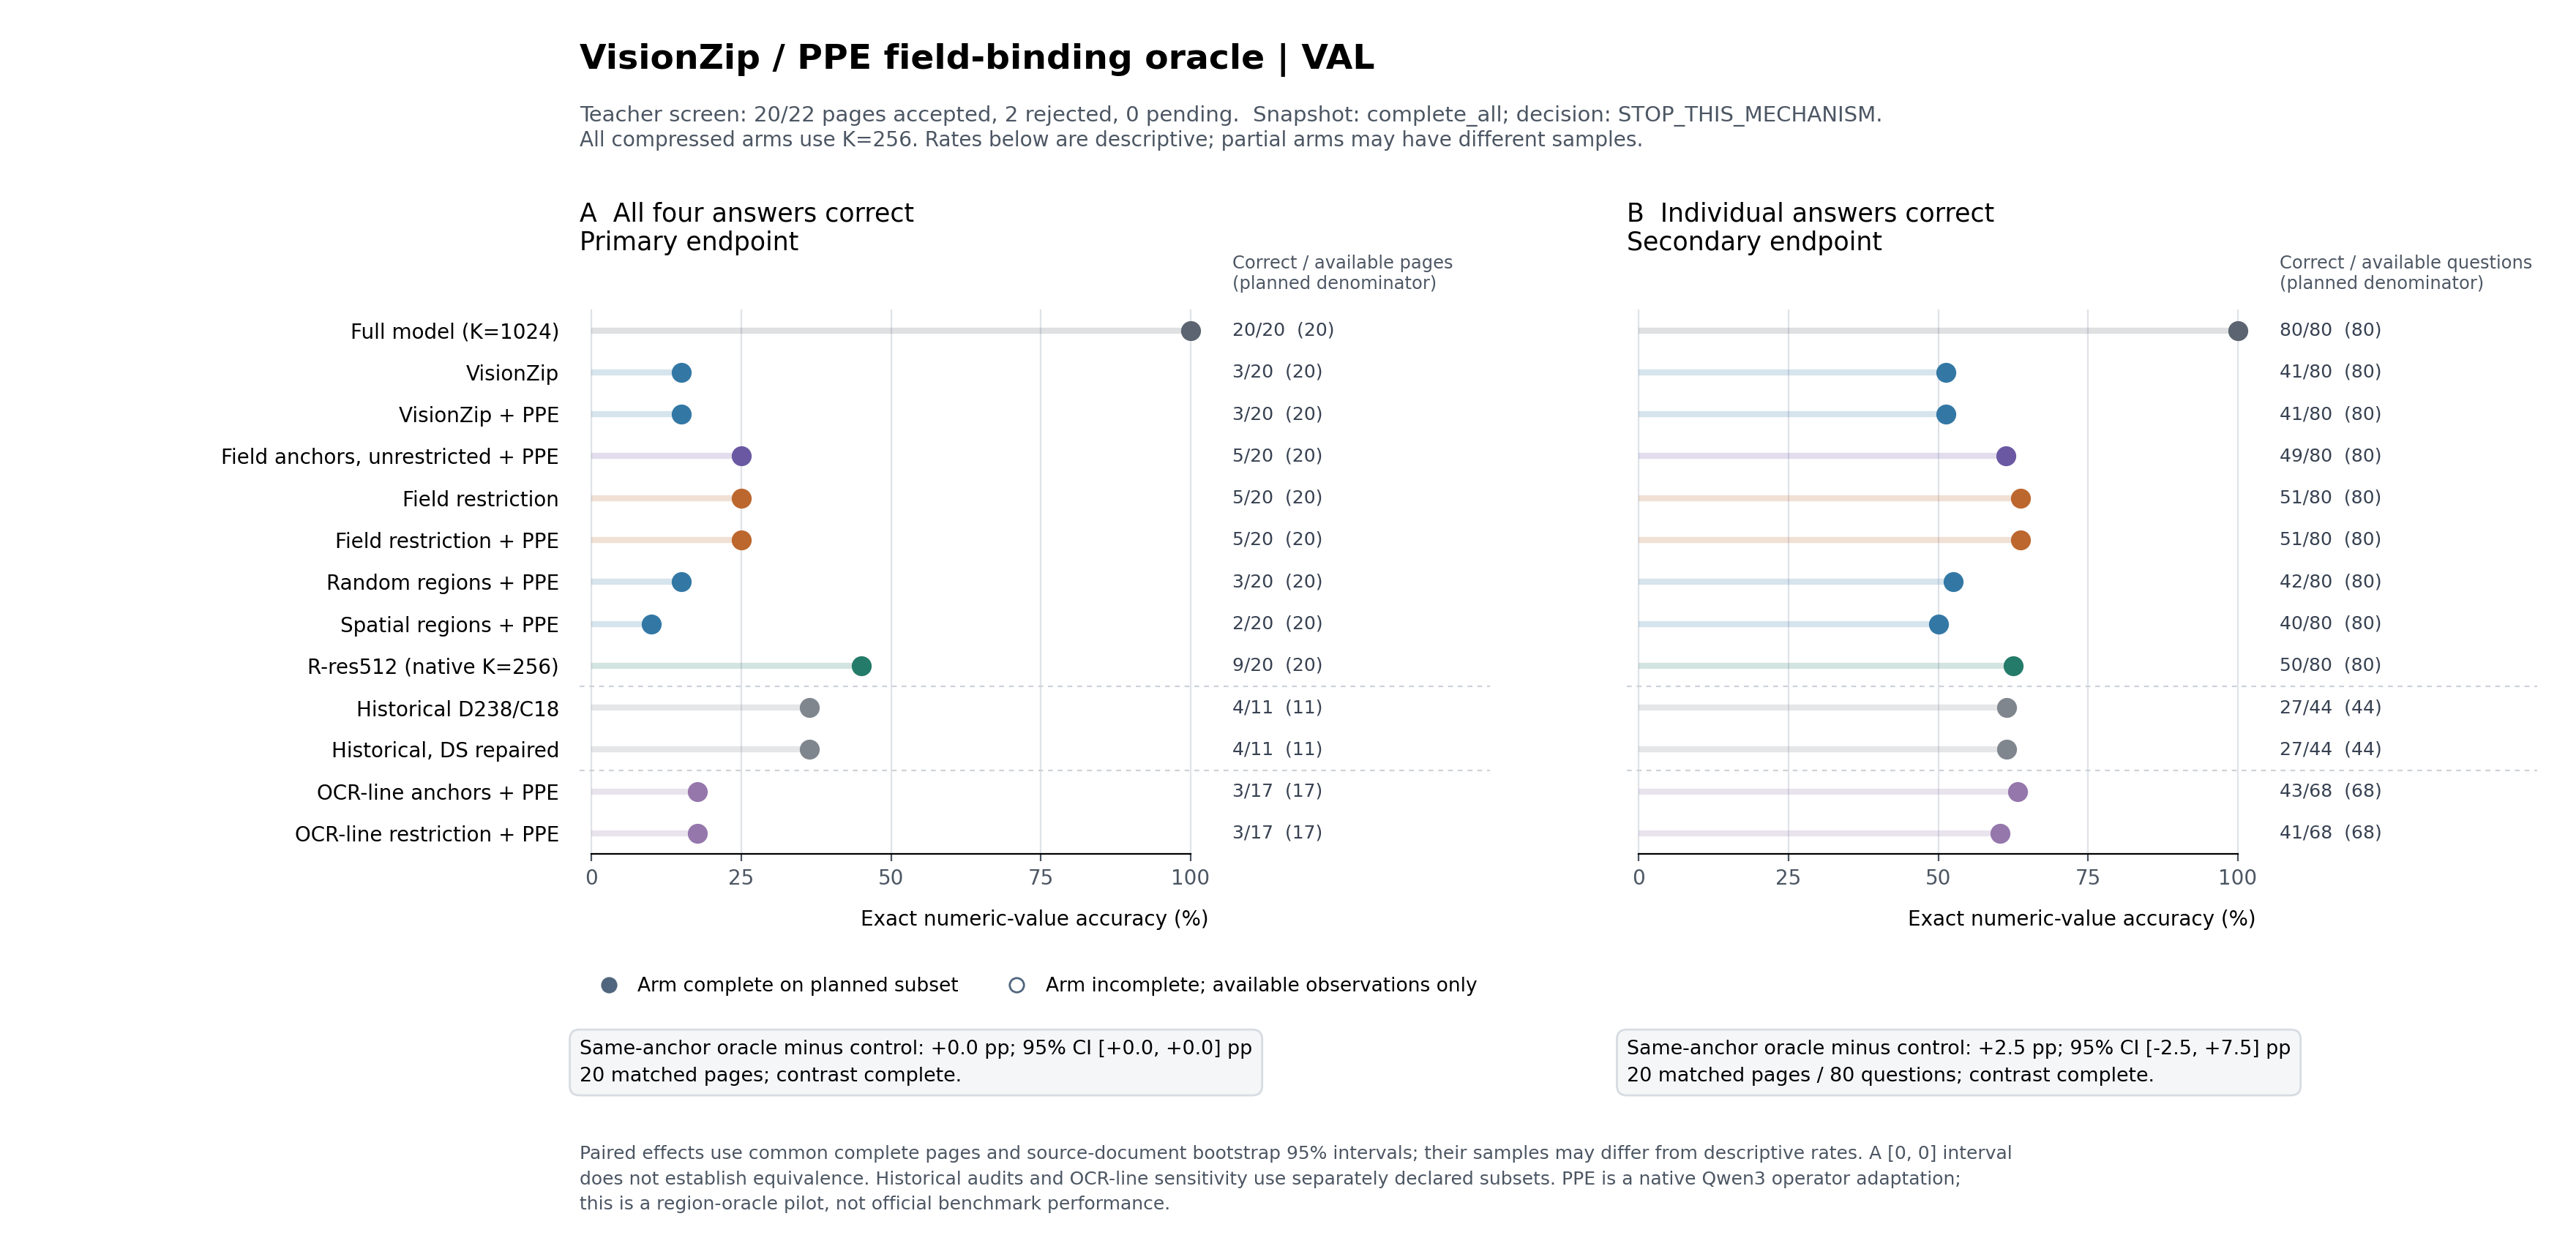 VisionZip / PPE field-binding oracle | VAL
Teacher screen: 20/22 pages accepted, 2 rejected, 0 pending.  Snapshot: complete_all; decision: STOP_THIS_MECHANISM.
All compressed arms use K=256. Rates below are descriptive; partial arms may have different samples.
A  All four answers correct
Primary endpoint
Correct / available pages
(planned denominator)
Full model (K=1024)
20/20  (20)
VisionZip
3/20  (20)
VisionZip + PPE
3/20  (20)
Field anchors, unrestricted + PPE
5/20  (20)
Field restriction
5/20  (20)
Field restriction + PPE
5/20  (20)
Random regions + PPE
3/20  (20)
Spatial regions + PPE
2/20  (20)
R-res512 (native K=256)
9/20  (20)
Historical D238/C18
4/11  (11)
Historical, DS repaired
4/11  (11)
OCR-line anchors + PPE
3/17  (17)
OCR-line restriction + PPE
3/17  (17)
0 25 50 75 100
Exact numeric-value accuracy (%)
B  Individual answers correct
Secondary endpoint
Correct / available questions
(planned denominator)
80/80  (80)
41/80  (80)
41/80  (80)
49/80  (80)
51/80  (80)
51/80  (80)
42/80  (80)
40/80  (80)
50/80  (80)
27/44  (44)
27/44  (44)
43/68  (68)
41/68  (68)
0 25 50 75 100
Exact numeric-value accuracy (%)
Arm complete on planned subset
Arm incomplete; available observations only
Same-anchor oracle minus control: +0.0 pp; 95% CI [+0.0, +0.0] pp
20 matched pages; contrast complete.
Same-anchor oracle minus control: +2.5 pp; 95% CI [-2.5, +7.5] pp
20 matched pages / 80 questions; contrast complete.
Paired effects use common complete pages and source-document bootstrap 95% intervals; their samples may differ from descriptive rates. A [0, 0] interval
does not establish equivalence. Historical audits and OCR-line sensitivity use separately declared subsets. PPE is a native Qwen3 operator adaptation;
this is a region-oracle pilot, not official benchmark performance.